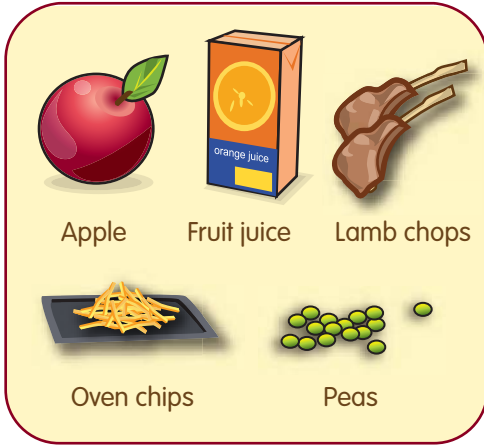 orange juice
Apple
Fruit juice
Lamb chops
Oven chips
Peas